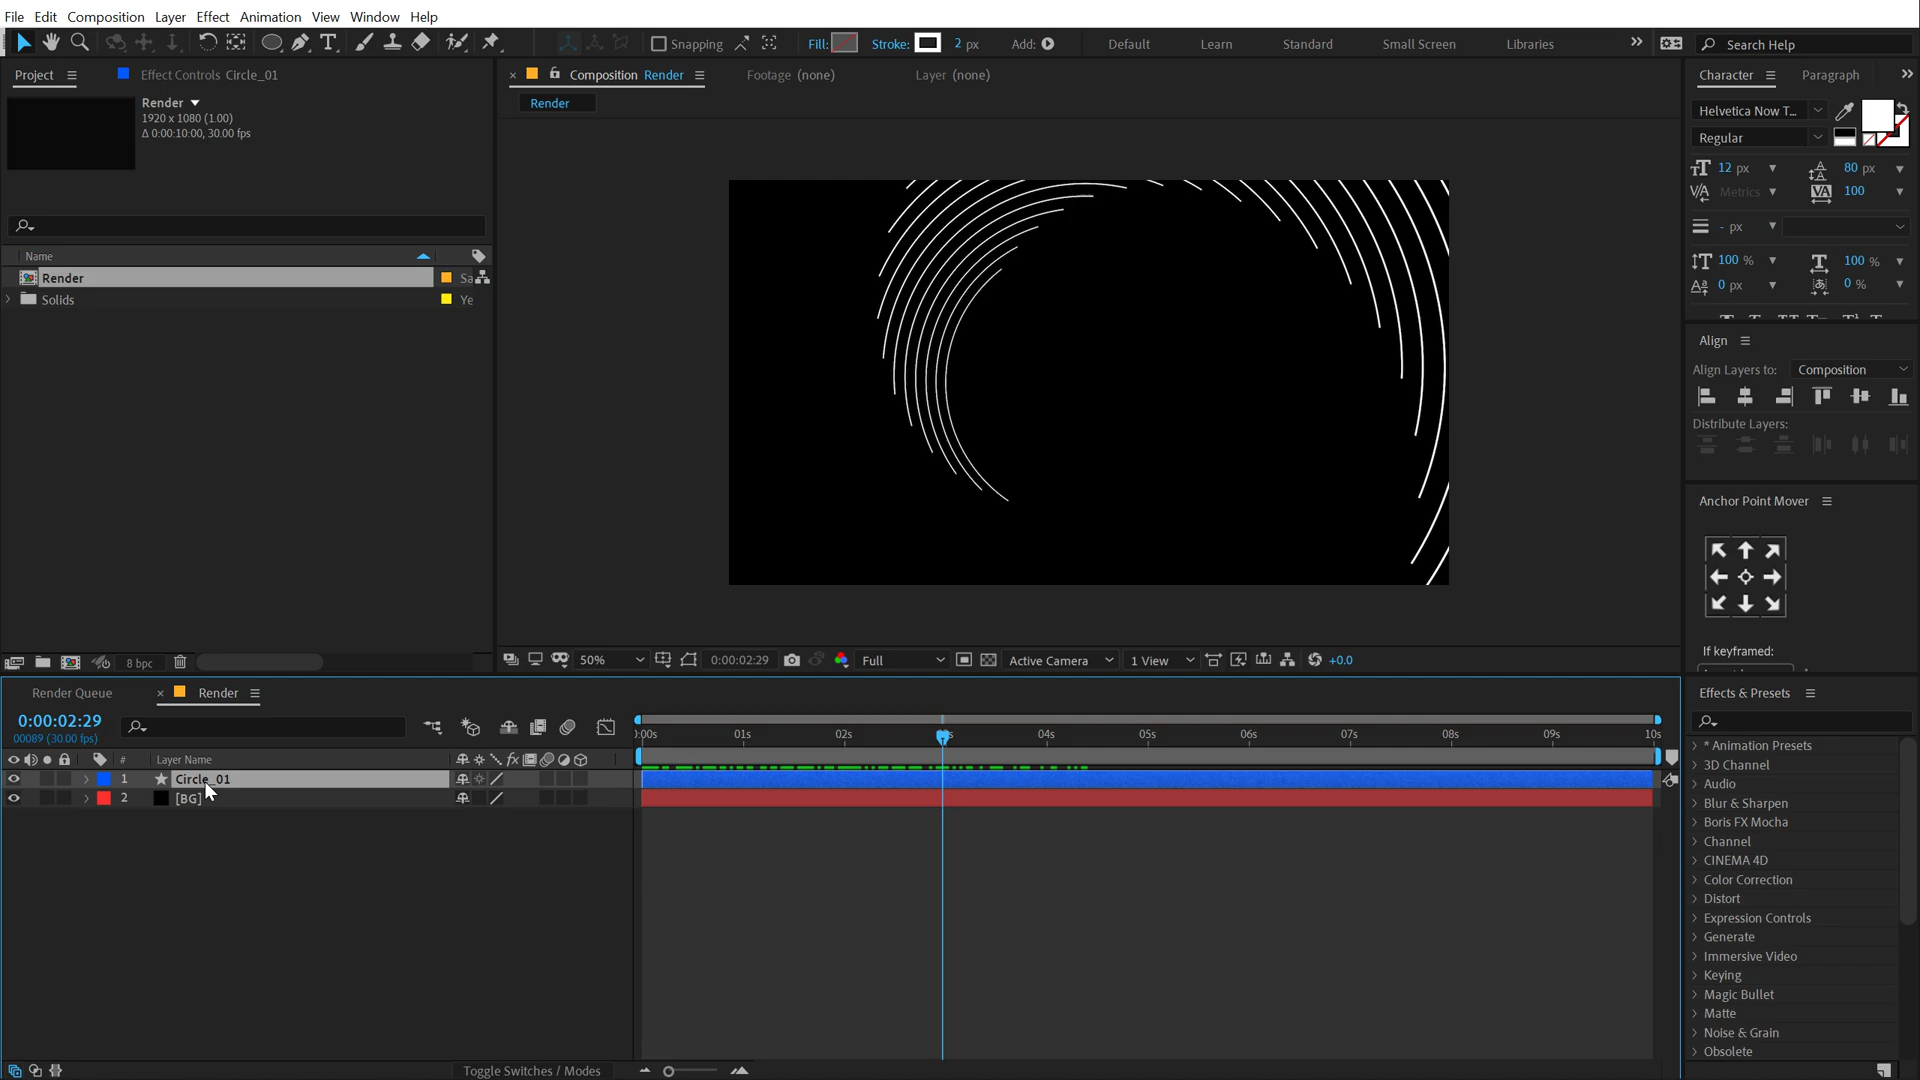 File Edit Composition Layer Effect Animation View Window Help
Snapping Fill: Stroke: 2 px Add: Default Learn Standard Small Screen Libraries Search Help
Project Effect Controls Circle_01
Composition Render Footage (none) Layer (none)
Character Paragraph
Render
1920 x 1080 (1.00)
Δ 0:00:10:00, 30.00 fps
Render
Helvetica Now T...
Regular
12 px 80 px
Metrics 100
- px
100 % 100 %
0 px 0 %
Name
Render Sa
Solids Ye
Align
Align Layers to: Composition
Distribute Layers:
Anchor Point Mover
If keyframed:
8 bpc
50% 0:00:02:29 Full Active Camera 1 View +0.0
Render Queue Render
Effects & Presets
0:00:02:29
00089 (30.00 fps)
:00s 01s 02s 04s 05s 06s 07s 08s 09s 10s
# Layer Name
1 Circle_01
2 [BG]
* Animation Presets
3D Channel
Audio
Blur & Sharpen
Boris FX Mocha
Channel
CINEMA 4D
Color Correction
Distort
Expression Controls
Generate
Immersive Video
Keying
Magic Bullet
Matte
Noise & Grain
Obsolete
Toggle Switches / Modes